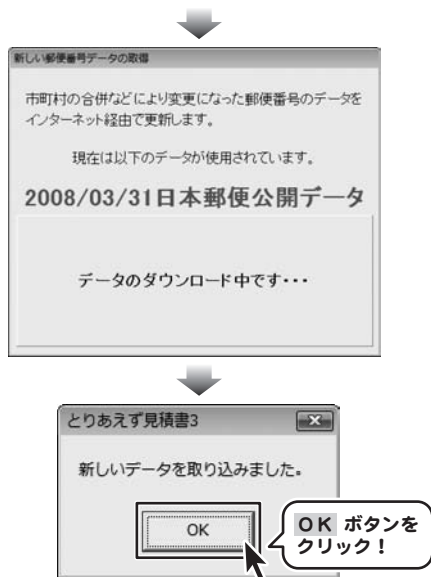 新しい郵便番号データの取得
市町村の合併などにより変更になった郵便番号のデータを
インターネット経由で更新します。
現在は以下のデータが使用されています。
2008/03/31日本郵便公開データ
データのダウンロード中です・・・
とりあえず見積書3
新しいデータを取り込みました。
OK
OK ボタンを
クリック！